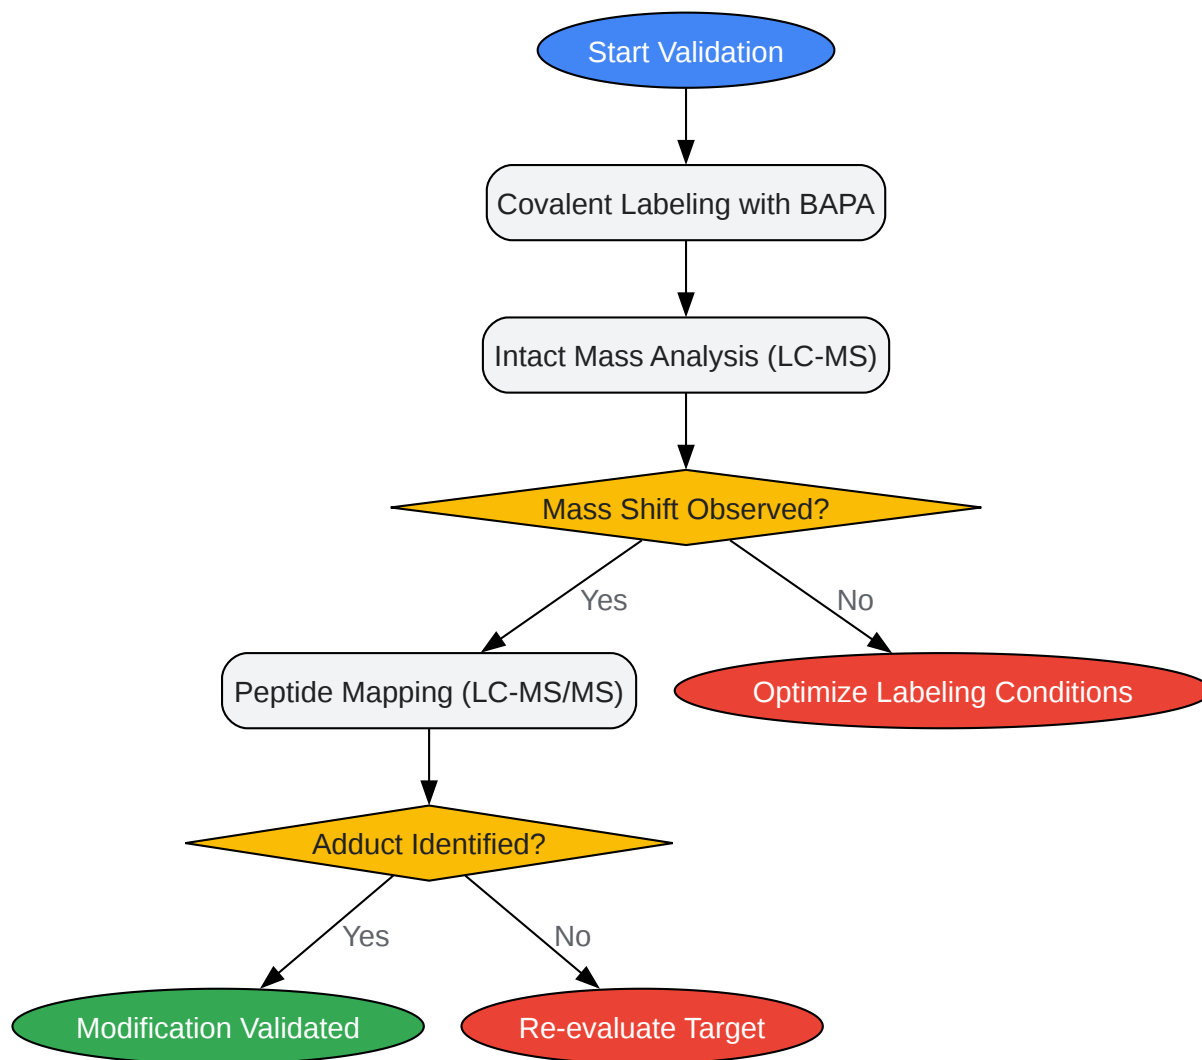 Start Validation
Covalent Labeling with BAPA
Intact Mass Analysis (LC-MS)
Mass Shift Observed?
Yes
No
Peptide Mapping (LC-MS/MS)
Optimize Labeling Conditions
Adduct Identified?
Yes
No
Modification Validated
Re-evaluate Target